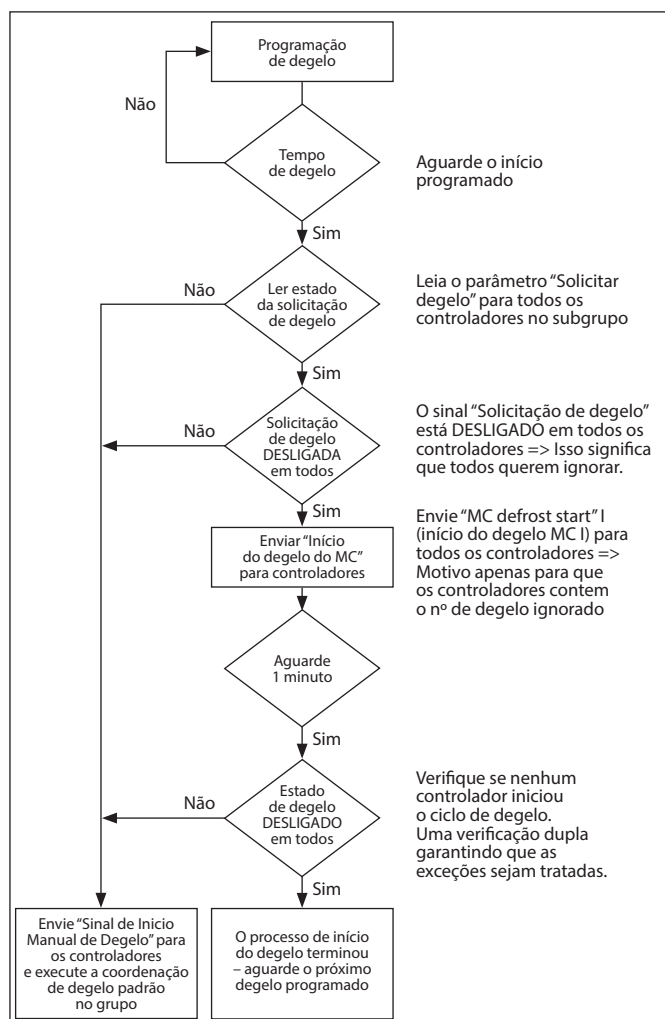 Programação
de degelo
Não
Tempo
de degelo
Aguarde o início
programado
Sim
Não
Ler estado
da solicitação
de degelo
Leia o parâmetro “Solicitar
degelo” para todos os
controladores no subgrupo
Sim
Não
Solicitação
de degelo
DESLIGADA
em todos
O sinal “Solicitação de degelo”
está DESLIGADO em todos os
controladores => Isso significa
que todos querem ignorar.
Sim
Enviar “Início
do degelo do MC”
para controladores
Envie “MC defrost start” I
(início do degelo MC I) para
todos os controladores =>
Motivo apenas para que
os controladores contem
o nº de degelo ignorado
Aguarde
1 minuto
Sim
Não
Estado
de degelo
DESLIGADO
em todos
Verifique se nenhum
controlador iniciou
o ciclo de degelo.
Uma verificação dupla
garantindo que as
exceções sejam tratadas.
Sim
Envie “Sinal de Inicio
Manual de Degelo” para
os controladores
e execute a coordenação
de degelo padrão
no grupo
O processo de início
do degelo terminou
– aguarde o próximo
degelo programado